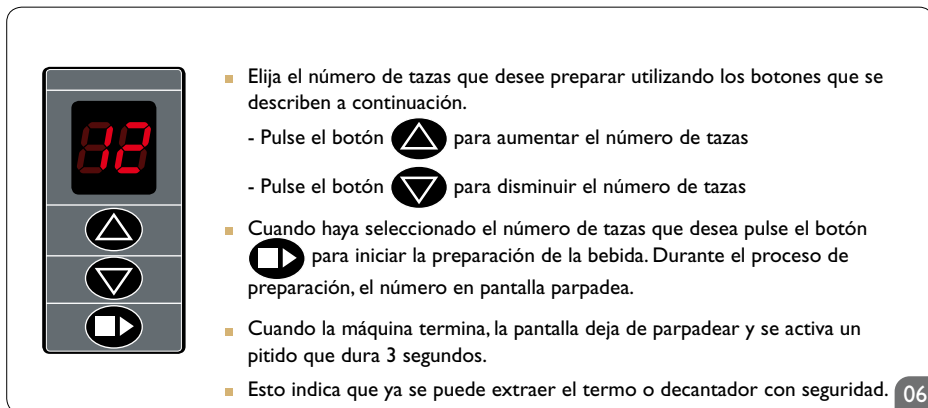 12
Elija el número de tazas que desee preparar utilizando los botones que se
describen a continuación.
- Pulse el botón para aumentar el número de tazas
- Pulse el botón para disminuir el número de tazas
Cuando haya seleccionado el número de tazas que desea pulse el botón
para iniciar la preparación de la bebida. Durante el proceso de
preparación, el número en pantalla parpadea.
Cuando la máquina termina, la pantalla deja de parpadear y se activa un
pitido que dura 3 segundos.
Esto indica que ya se puede extraer el termo o decantador con seguridad.
06